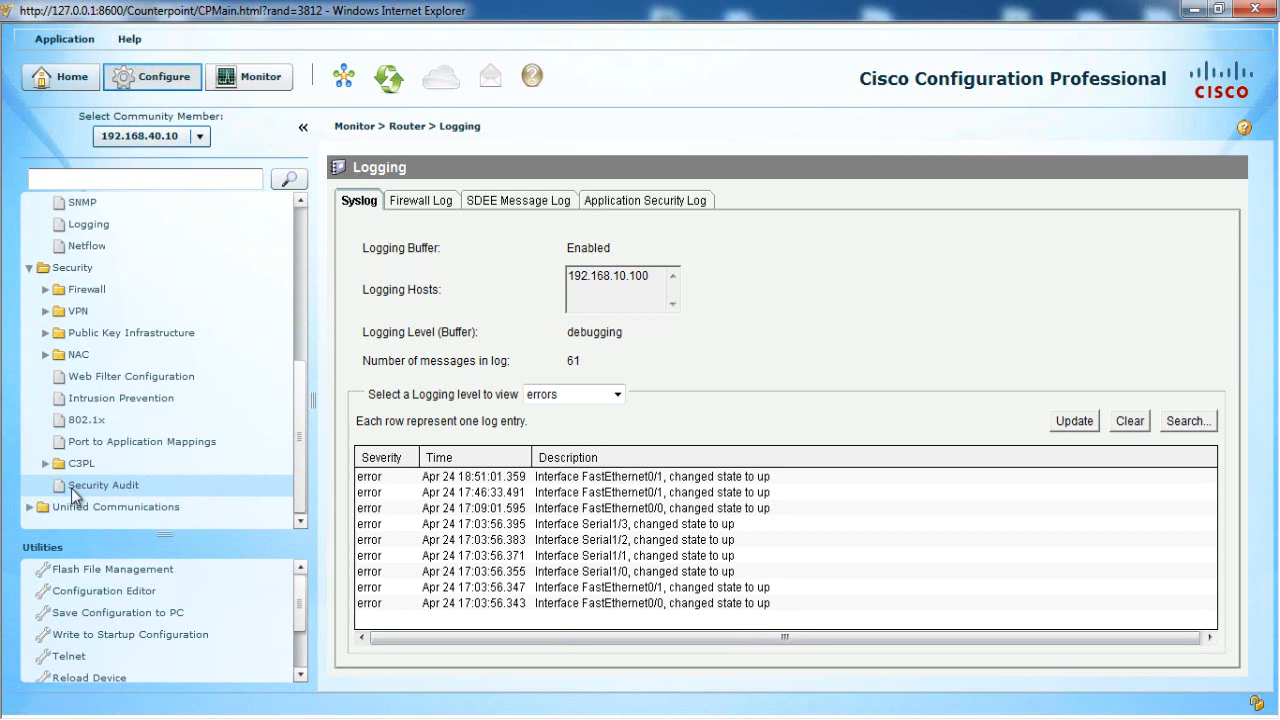 http://127.0.0.1:8600/Counterpoint/CPMain.html?rand=3812 - Windows Internet Explorer
Application Help
Home Configure Monitor
Cisco Configuration Professional
CISCO
Select Community Member:
192.168.40.10
Monitor > Router > Logging
Logging
SNMP
Logging
Netflow
Security
Firewall
VPN
Public Key Infrastructure
NAC
Web Filter Configuration
Intrusion Prevention
802.1x
Port to Application Mappings
C3PL
Security Audit
Unified Communications
Utilities
Flash File Management
Configuration Editor
Save Configuration to PC
Write to Startup Configuration
Telnet
Reload Device
Syslog Firewall Log SDEE Message Log Application Security Log
Logging Buffer: Enabled
Logging Hosts: 192.168.10.100
Logging Level (Buffer): debugging
Number of messages in log: 61
Select a Logging level to view errors
Each row represent one log entry.
Update Clear Search...
Severity Time Description
error Apr 24 18:51:01.359 Interface FastEthernet0/1, changed state to up
error Apr 24 17:46:33.491 Interface FastEthernet0/1, changed state to up
error Apr 24 17:09:01.595 Interface FastEthernet0/0, changed state to up
error Apr 24 17:03:56.395 Interface Serial1/3, changed state to up
error Apr 24 17:03:56.383 Interface Serial1/2, changed state to up
error Apr 24 17:03:56.371 Interface Serial1/1, changed state to up
error Apr 24 17:03:56.355 Interface Serial1/0, changed state to up
error Apr 24 17:03:56.347 Interface FastEthernet0/1, changed state to up
error Apr 24 17:03:56.343 Interface FastEthernet0/0, changed state to up